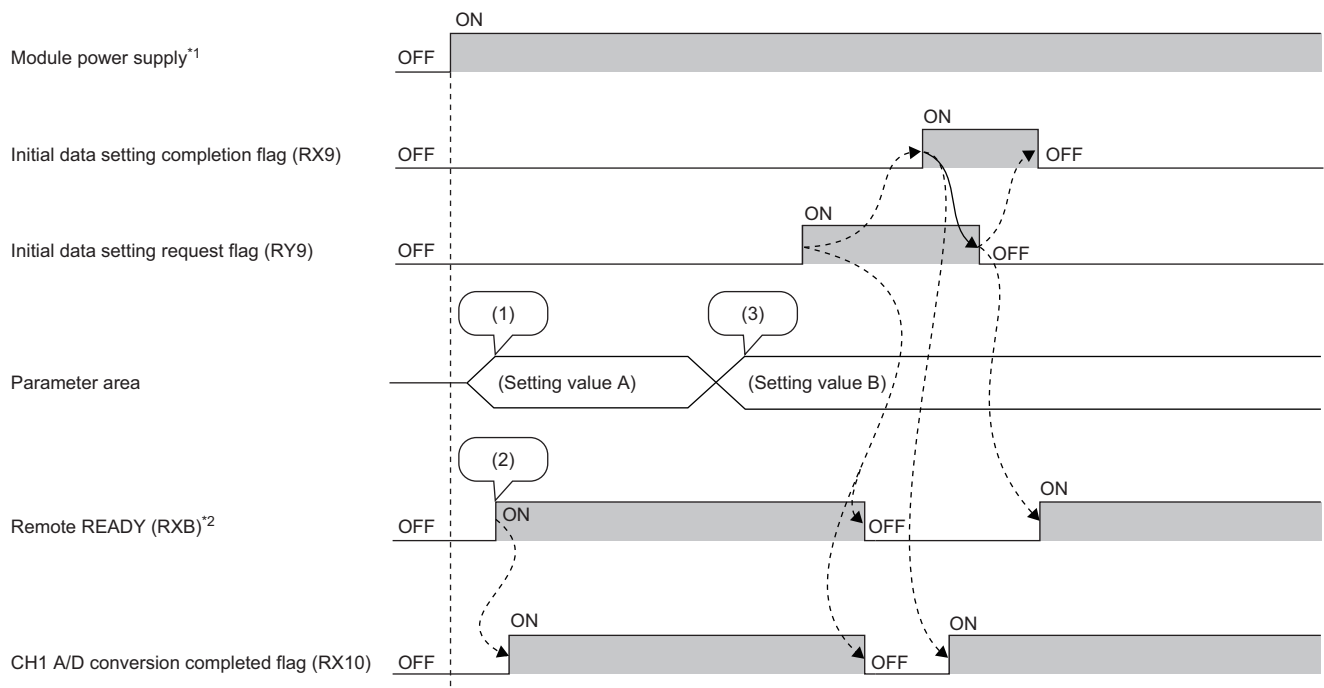 ON
Module power supply*1
OFF
ON
Initial data setting completion flag (RX9)
OFF
OFF
ON
Initial data setting request flag (RY9)
OFF
OFF
(1)
(3)
Parameter area
(Setting value A)
(Setting value B)
(2)
ON
ON
Remote READY (RXB)*2
OFF
OFF
ON
ON
CH1 A/D conversion completed flag (RX10)
OFF
OFF